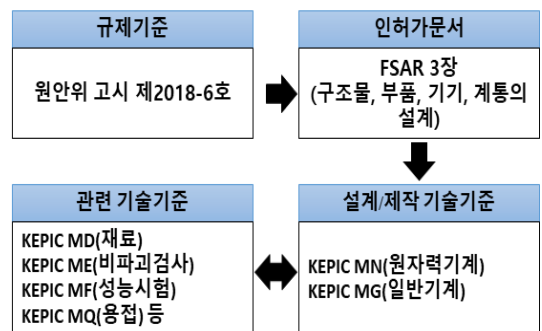 규제기준
원안위 고시 제2018-6호
인허가문서
FSAR 3장
(구조물, 부품, 기기, 계통의
설계)
관련 기술기준
KEPIC MD(재료)
KEPIC ME(비파괴검사)
KEPIC MF(성능시험)
KEPIC MQ(용접) 등
설계/제작 기술기준
KEPIC MN(원자력기계)
KEPIC MG(일반기계)